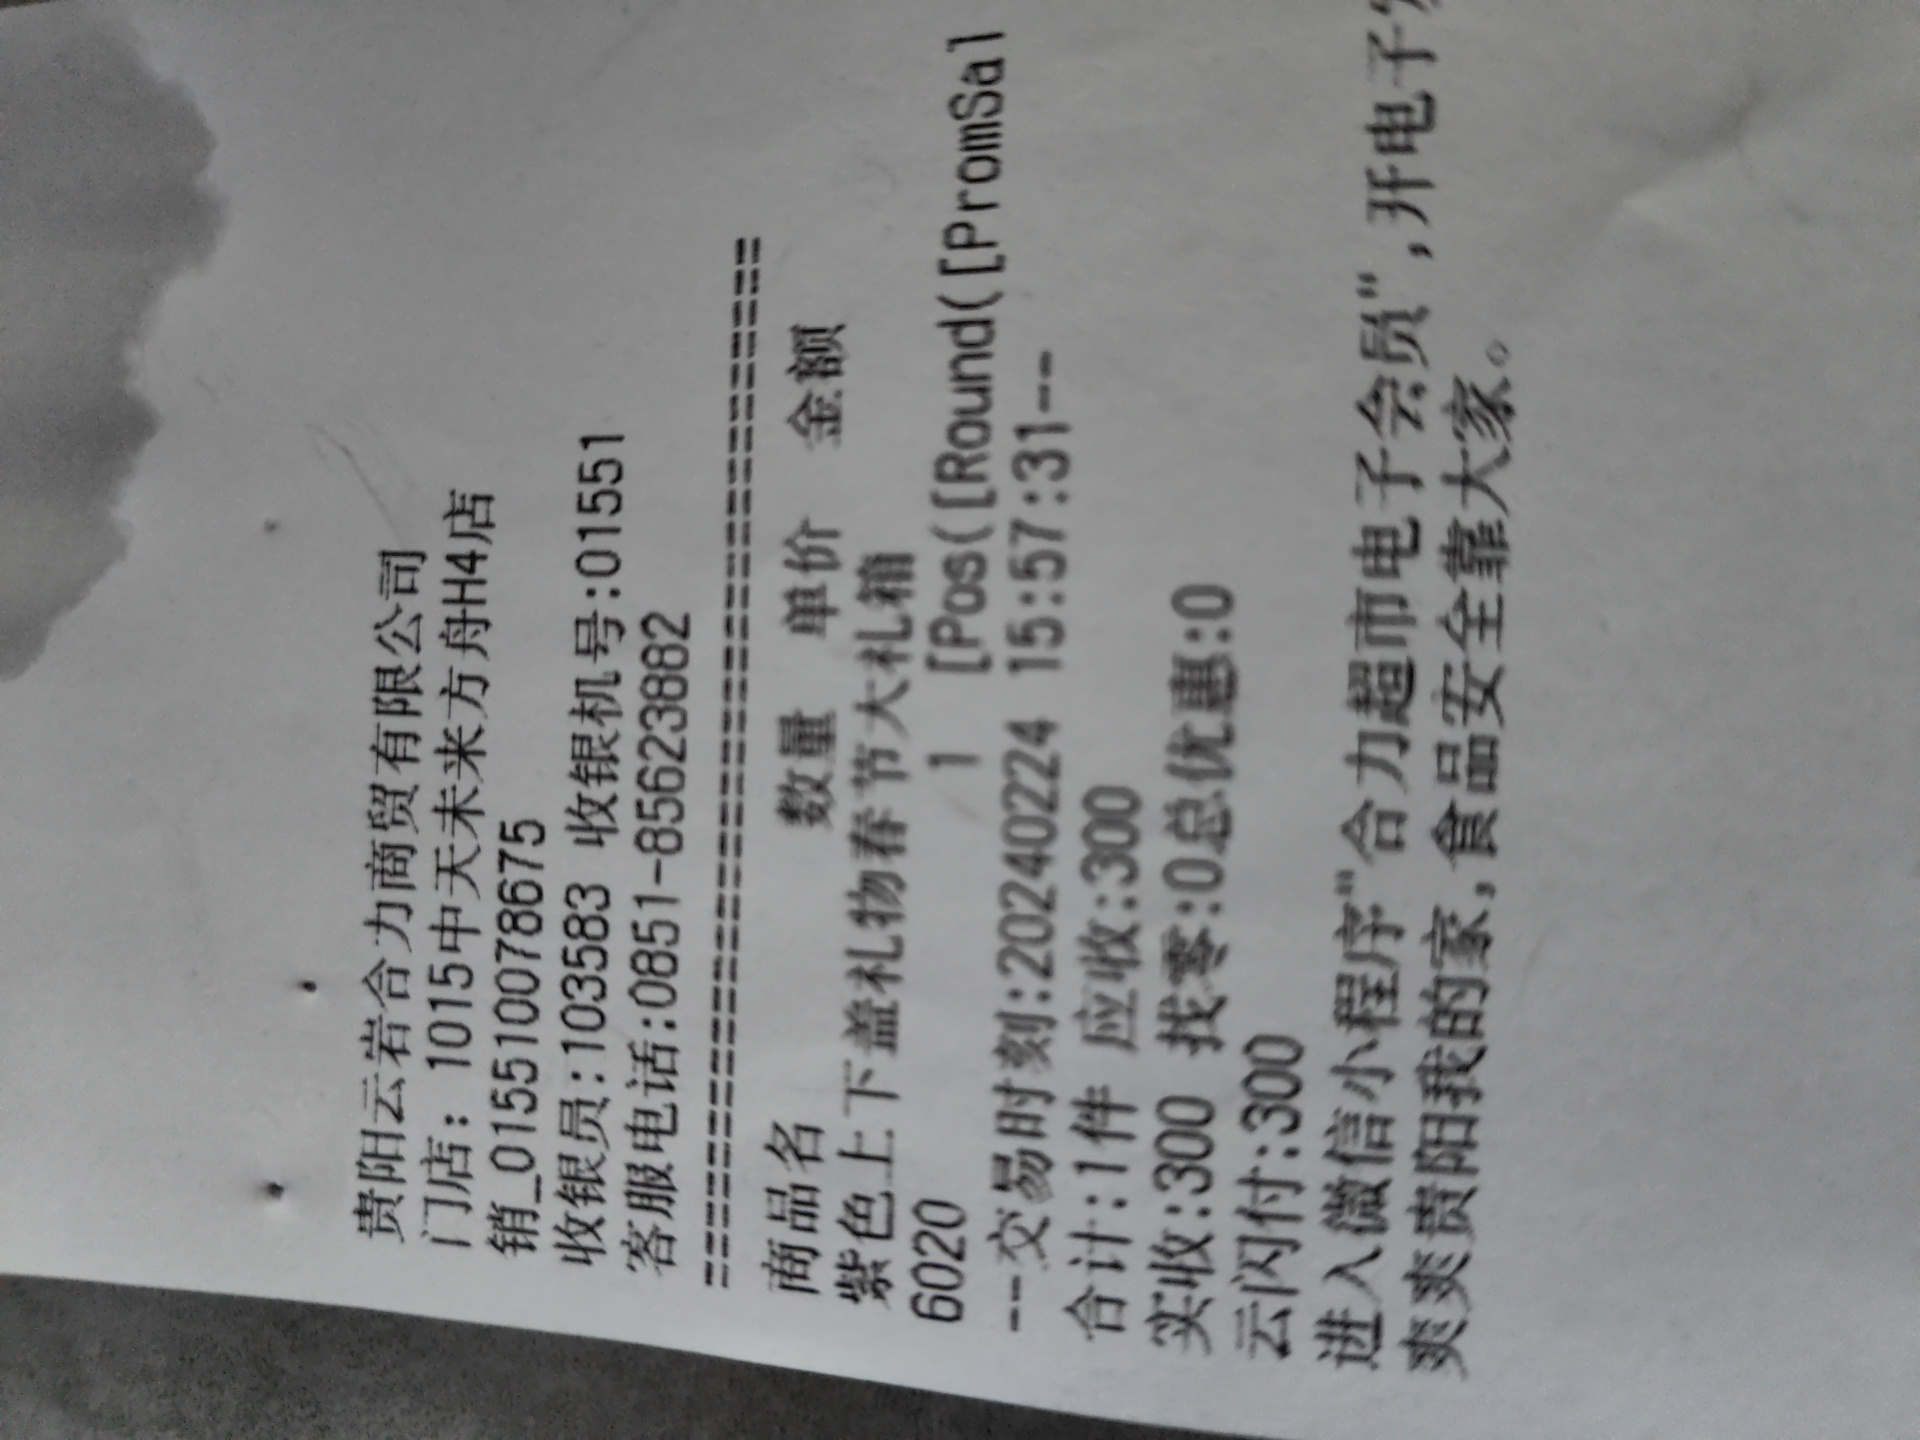 贵阳云岩合力商贸有限公司
门店: 1015中天未来方舟H4店
销_015510078675
收银员:103583 收银机号:01551
客服电话:0851-85623882
商品名 数量 单价 金额
紫色上下盖礼物春节大礼箱
6020 1 [Pos([Round([PromSal
--交易时刻:20240224 15:57:31--
合计:1件 应收:300
实收:300 找零:0总优惠:0
云闪付:300
进入微信小程序"合力超市电子会员",开电子
爽爽贵阳我的家,食品安全靠大家。